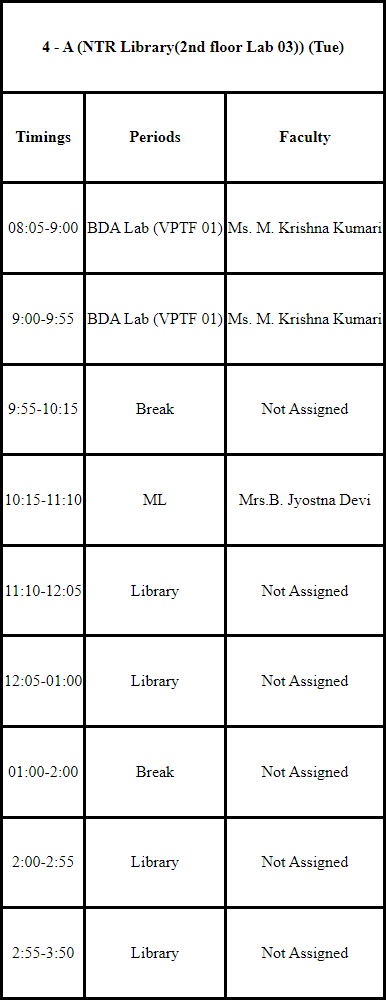 4 - A (NTR Library(2nd floor Lab 03)) (Tue)
Timings Periods Faculty
08:05-9:00 BDA Lab (VPTF 01) Ms. M. Krishna Kumari
9:00-9:55 BDA Lab (VPTF 01) Ms. M. Krishna Kumari
9:55-10:15 Break Not Assigned
10:15-11:10 ML Mrs.B. Jyostna Devi
11:10-12:05 Library Not Assigned
12:05-01:00 Library Not Assigned
01:00-2:00 Break Not Assigned
2:00-2:55 Library Not Assigned
2:55-3:50 Library Not Assigned